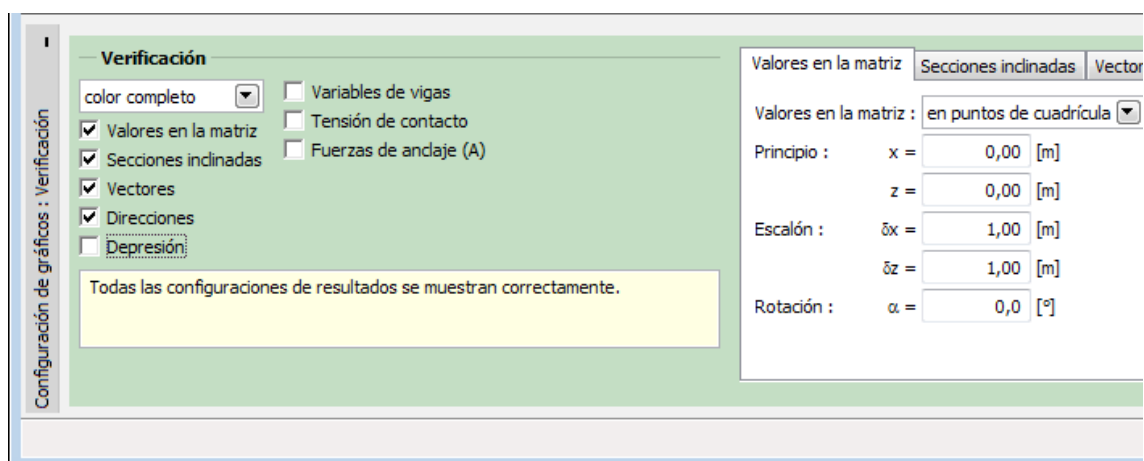 Configuración de gráficos : Verificación
Verificación
color completo
Valores en la matriz
Secciones inclinadas
Vectores
Direcciones
Depresión
Variables de vigas
Tensión de contacto
Fuerzas de anclaje (A)
Todas las configuraciones de resultados se muestran correctamente.
Valores en la matriz Secciones inclinadas Vector
Valores en la matriz : en puntos de cuadrícula
Principio : x = 0,00 [m]
z = 0,00 [m]
Escalón : δx = 1,00 [m]
δz = 1,00 [m]
Rotación : α = 0,0 [°]